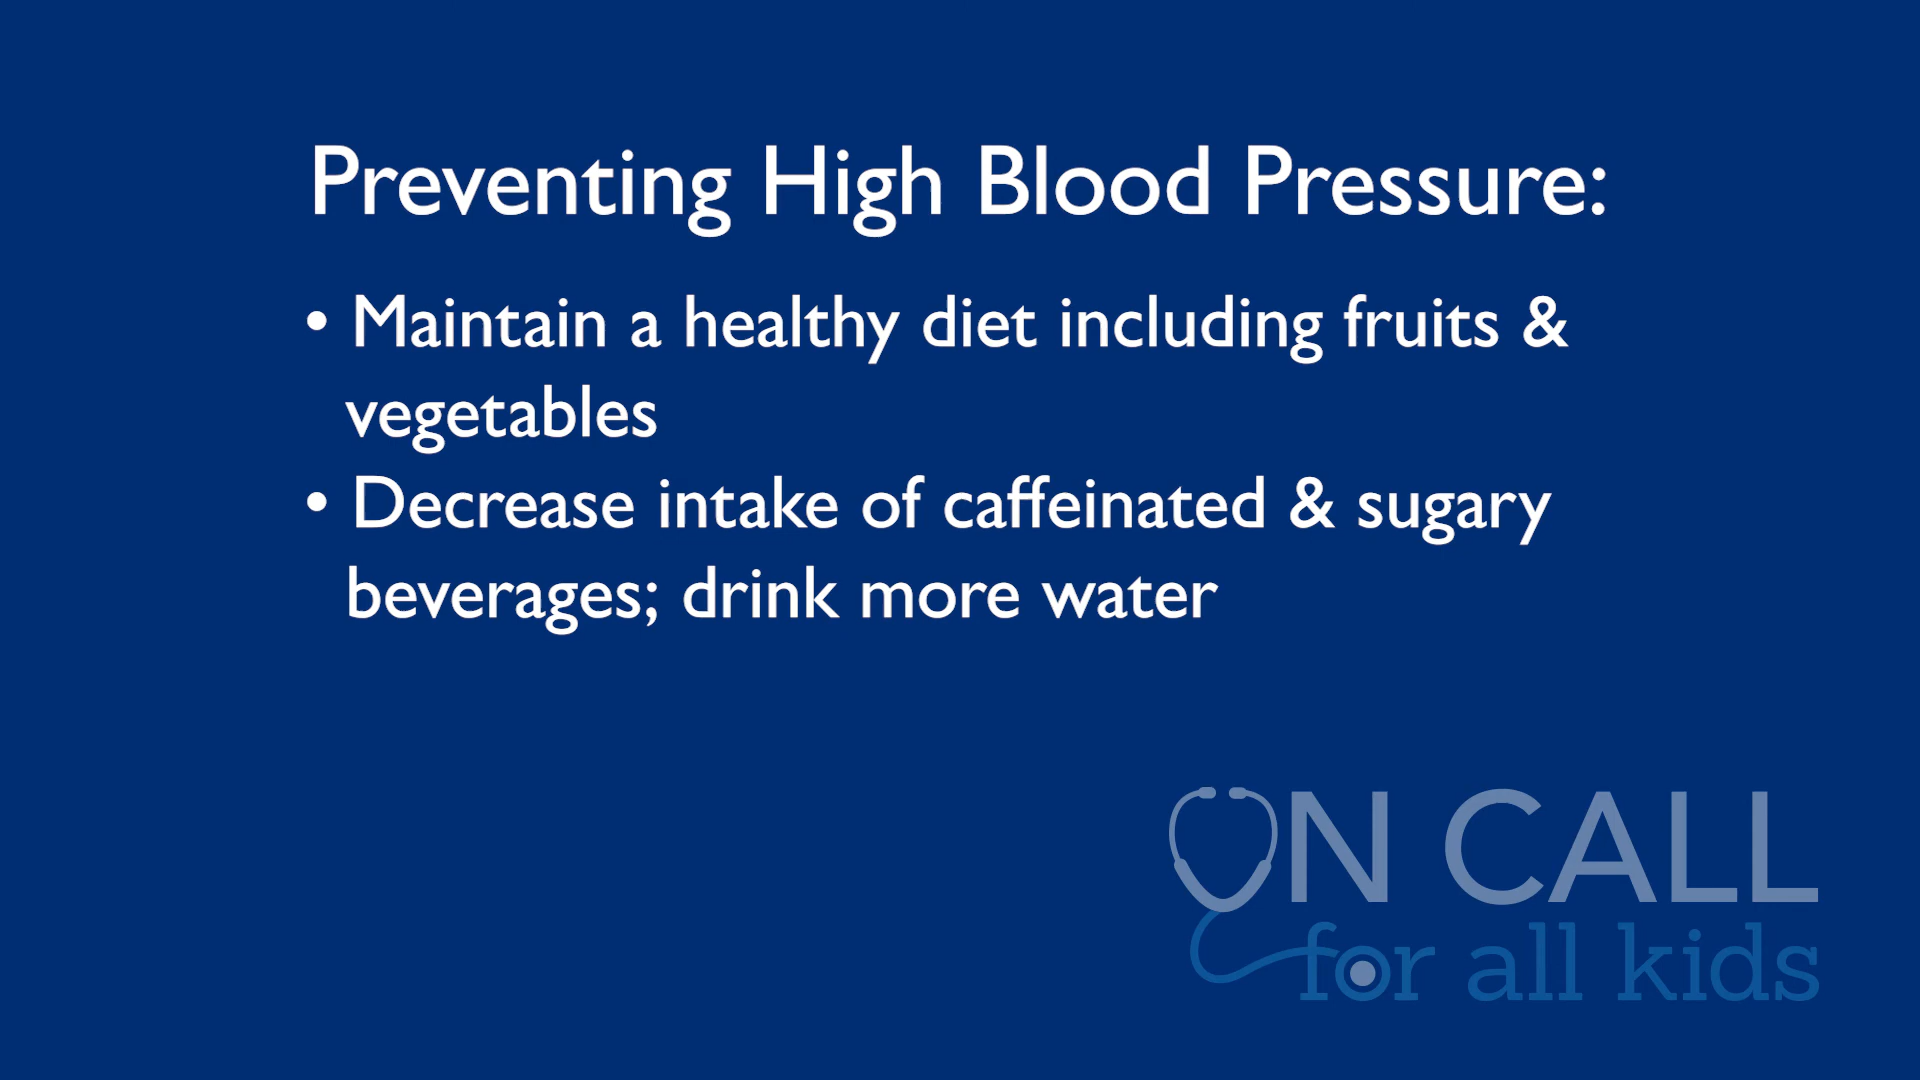 Preventing High Blood Pressure:
• Maintain a healthy diet including fruits &
vegetables
• Decrease intake of caffeinated & sugary
beverages; drink more water
ON CALL
for all kids